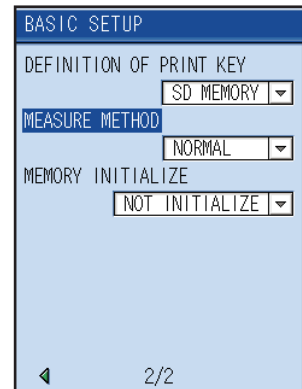 BASIC SETUP
DEFINITION OF PRINT KEY
SD MEMORY
MEASURE METHOD
NORMAL
MEMORY INITIALIZE
NOT INITIALIZE
2/2